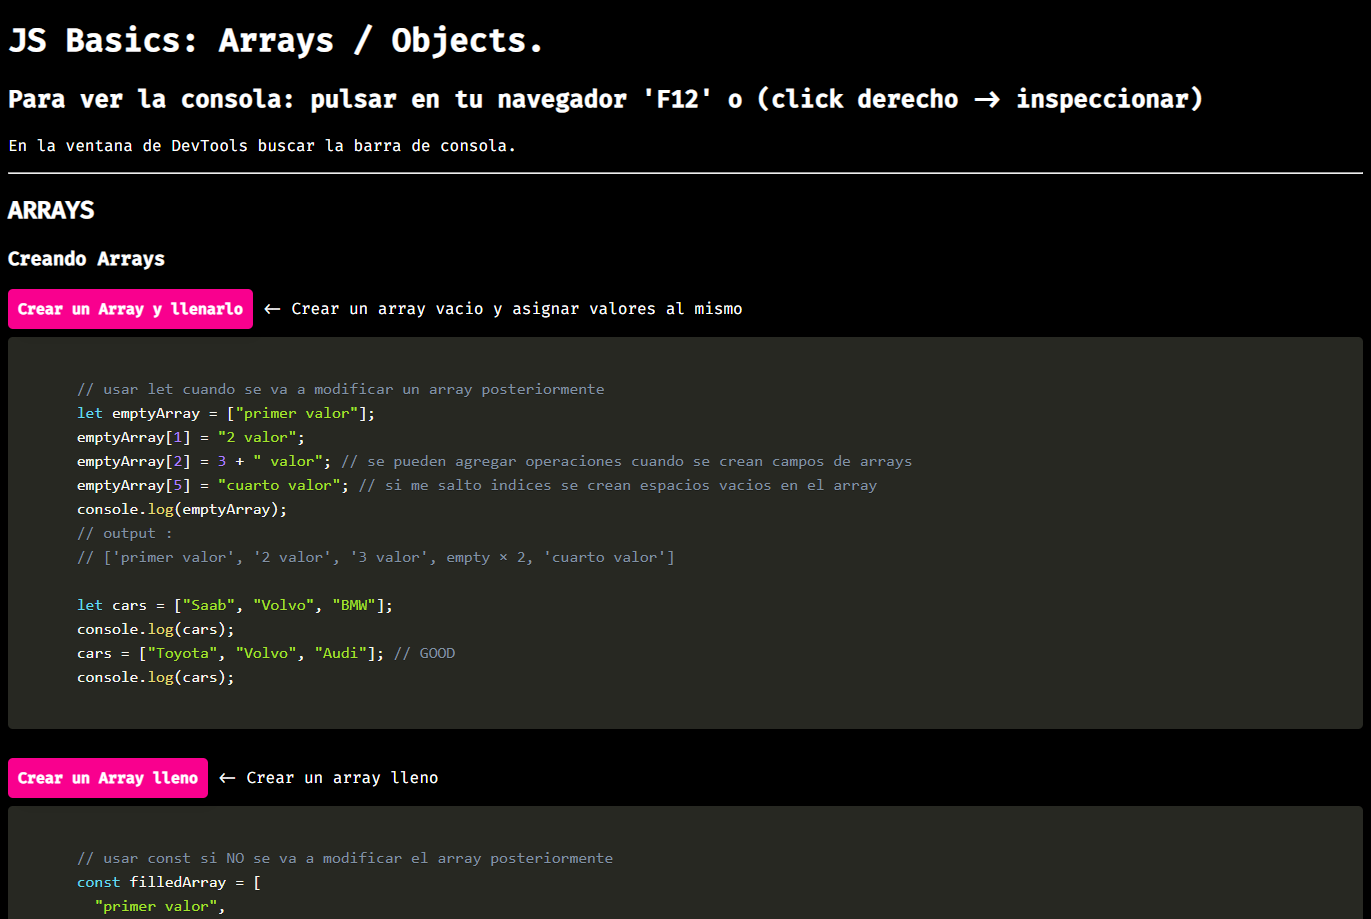 JS Basics: Arrays / Objects.
Para ver la consola: pulsar en tu navegador 'F12' o (click derecho → inspeccionar)
En la ventana de DevTools buscar la barra de consola.
ARRAYS
Creando Arrays
Crear un Array y llenarlo ← Crear un array vacio y asignar valores al mismo
// usar let cuando se va a modificar un array posteriormente
let emptyArray = ["primer valor"];
emptyArray[1] = "2 valor";
emptyArray[2] = 3 + " valor"; // se pueden agregar operaciones cuando se crean campos de arrays
emptyArray[5] = "cuarto valor"; // si me salto indices se crean espacios vacios en el array
console.log(emptyArray);
// output :
// ['primer valor', '2 valor', '3 valor', empty × 2, 'cuarto valor']
let cars = ["Saab", "Volvo", "BMW"];
console.log(cars);
cars = ["Toyota", "Volvo", "Audi"]; // GOOD
console.log(cars);
Crear un Array lleno ← Crear un array lleno
// usar const si NO se va a modificar el array posteriormente
const filledArray = [
"primer valor",